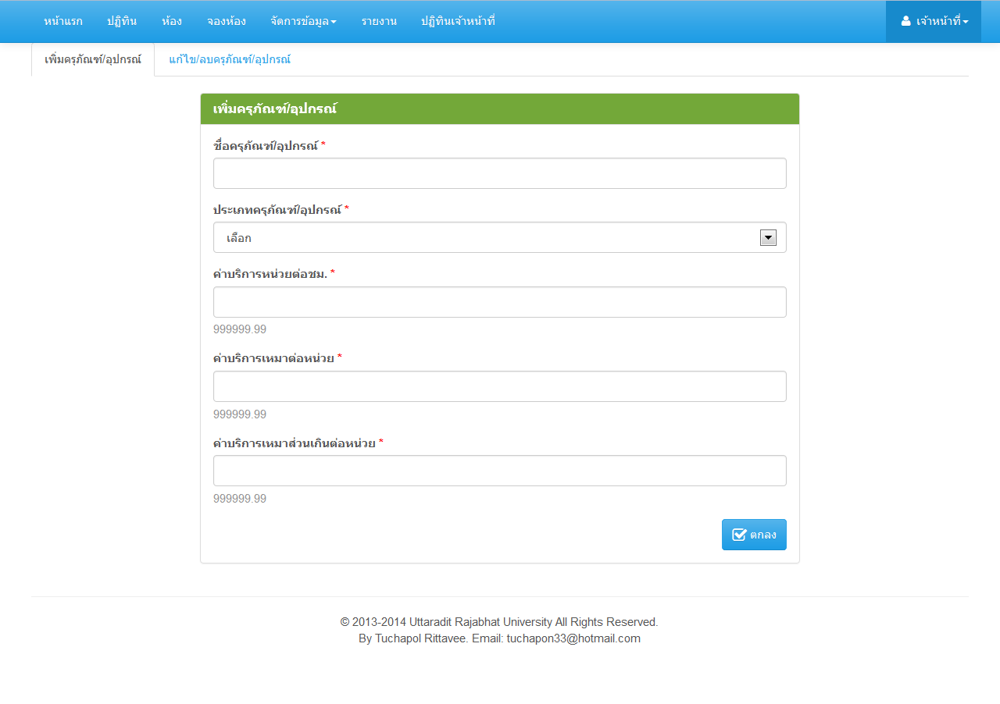 หน้าแรก ปฏิทิน ห้อง จองห้อง จัดการข้อมูล รายงาน ปฏิทินเจ้าหน้าที่ เจ้าหน้าที่
เพิ่มครุภัณฑ์/อุปกรณ์ แก้ไข/ลบครุภัณฑ์/อุปกรณ์
เพิ่มครุภัณฑ์/อุปกรณ์
ชื่อครุภัณฑ์/อุปกรณ์ *
ประเภทครุภัณฑ์/อุปกรณ์ *
เลือก
ค่าบริการหน่วยต่อชม. *
999999.99
ค่าบริการเหมาต่อหน่วย *
999999.99
ค่าบริการเหมาส่วนเกินต่อหน่วย *
999999.99
ตกลง
© 2013-2014 Uttaradit Rajabhat University All Rights Reserved.
By Tuchapol Rittavee. Email: tuchapon33@hotmail.com